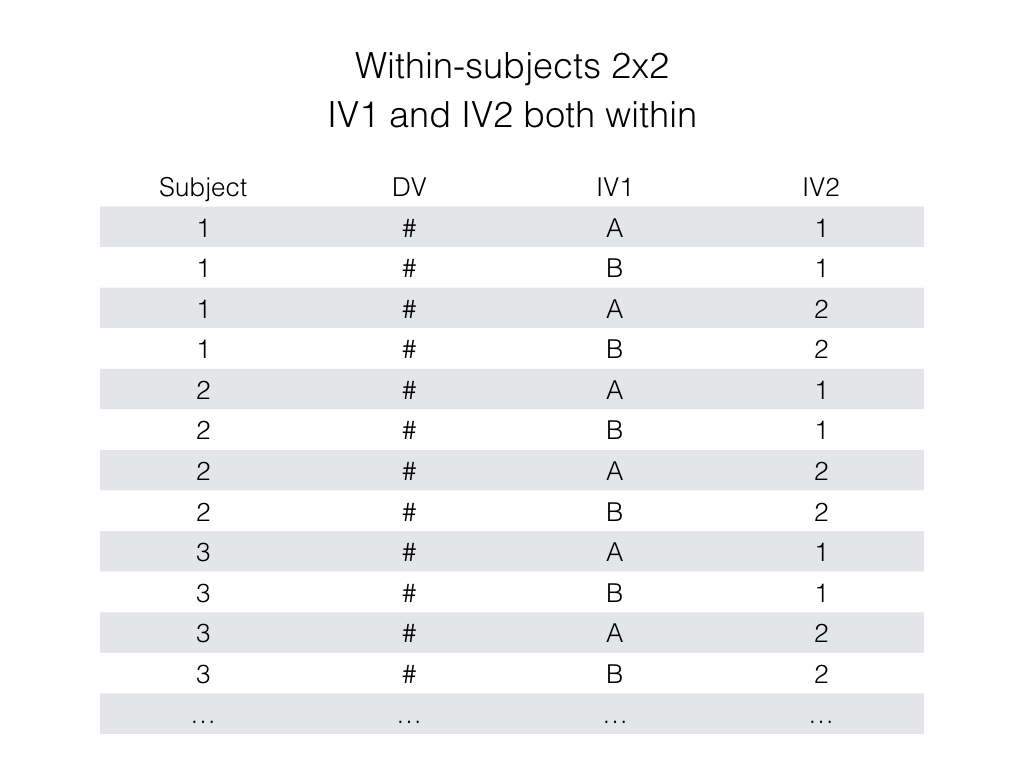 Within-subjects 2x2
IV1 and IV2 both within
Subject DV IV1 IV2
1 # A 1
1 # B 1
1 # A 2
1 # B 2
2 # A 1
2 # B 1
2 # A 2
2 # B 2
3 # A 1
3 # B 1
3 # A 2
3 # B 2
… … … …